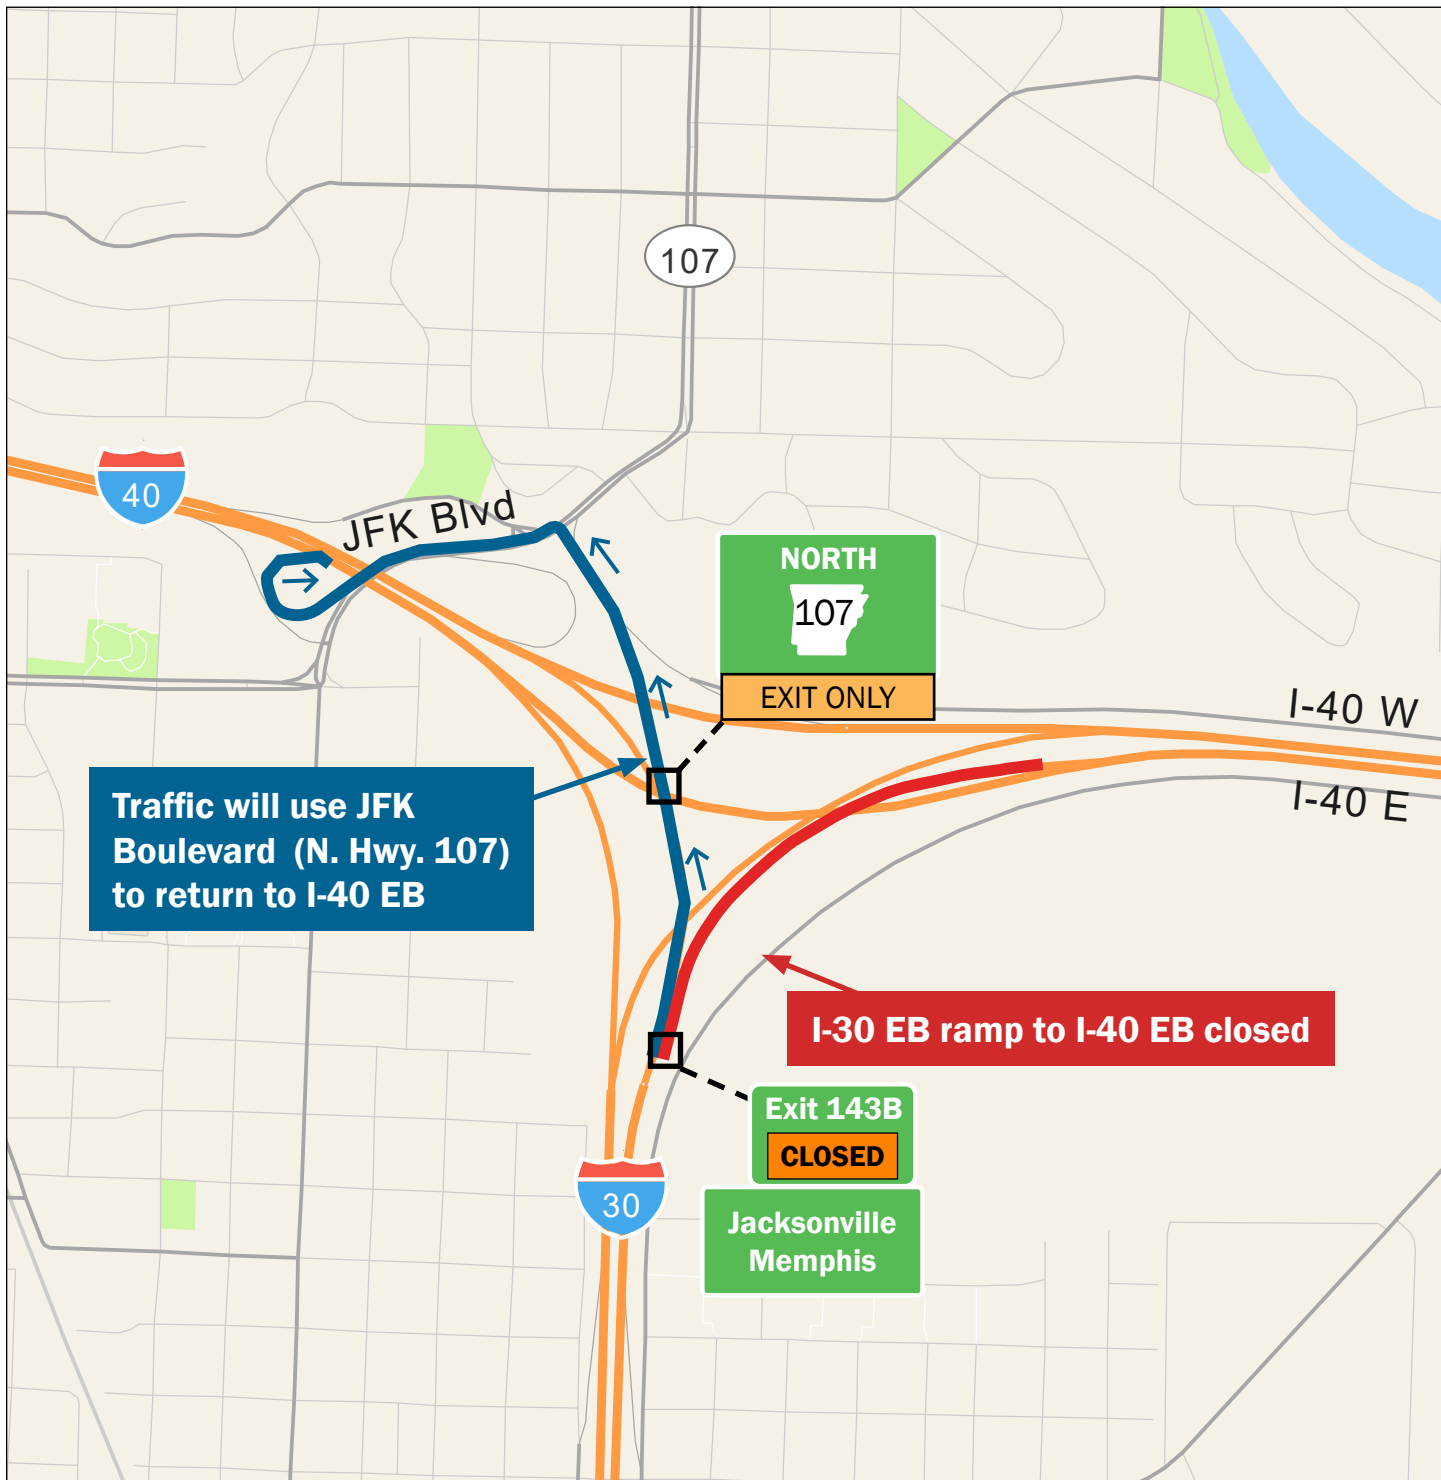 107
40
JFK Blvd
NORTH
107
EXIT ONLY
I-40 W
I-40 E
Traffic will use JFK
Boulevard (N. Hwy. 107)
to return to I-40 EB
I-30 EB ramp to I-40 EB closed
Exit 143B
CLOSED
30
Jacksonville
Memphis